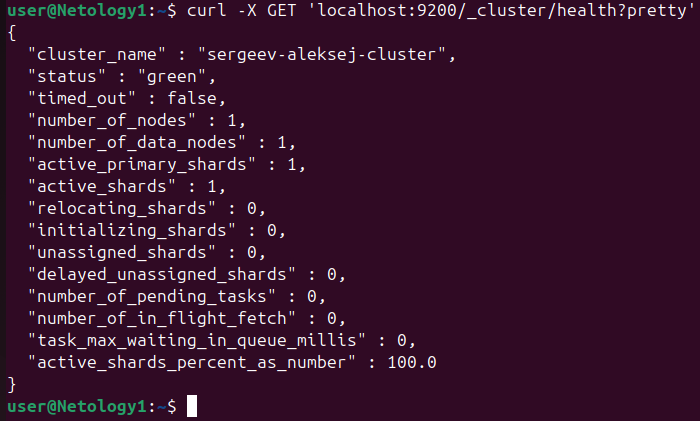 user@Netology1:~$ curl -X GET 'localhost:9200/_cluster/health?pretty'
{
  "cluster_name" : "sergeev-aleksej-cluster",
  "status" : "green",
  "timed_out" : false,
  "number_of_nodes" : 1,
  "number_of_data_nodes" : 1,
  "active_primary_shards" : 1,
  "active_shards" : 1,
  "relocating_shards" : 0,
  "initializing_shards" : 0,
  "unassigned_shards" : 0,
  "delayed_unassigned_shards" : 0,
  "number_of_pending_tasks" : 0,
  "number_of_in_flight_fetch" : 0,
  "task_max_waiting_in_queue_millis" : 0,
  "active_shards_percent_as_number" : 100.0
}
user@Netology1:~$